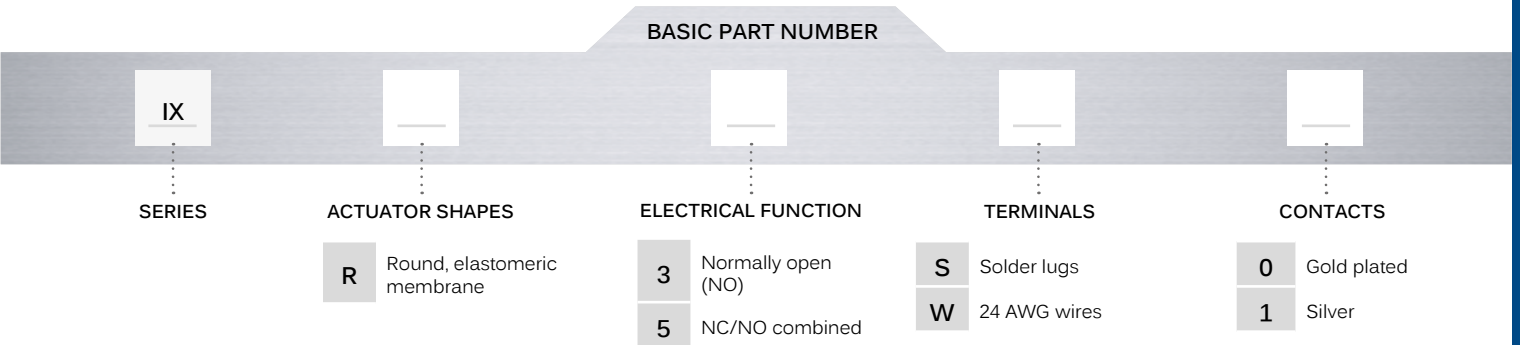 BASIC PART NUMBER
IX
SERIES
ACTUATOR SHAPES
R
Round, elastomeric
membrane
ELECTRICAL FUNCTION
3
Normally open
(NO)
5
NC/NO combined
TERMINALS
S
Solder lugs
W
24 AWG wires
CONTACTS
0
Gold plated
1
Silver